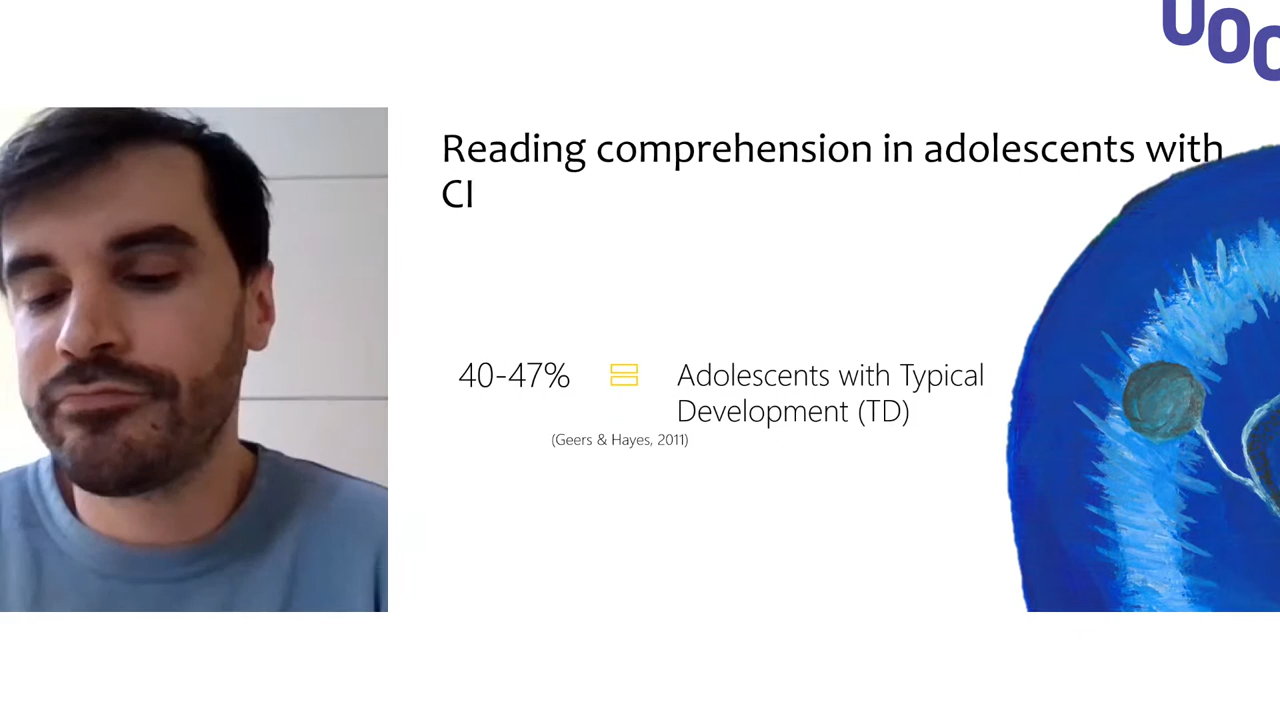 UOC
Reading comprehension in adolescents with
CI
40-47%
Adolescents with Typical
Development (TD)
(Geers & Hayes, 2011)